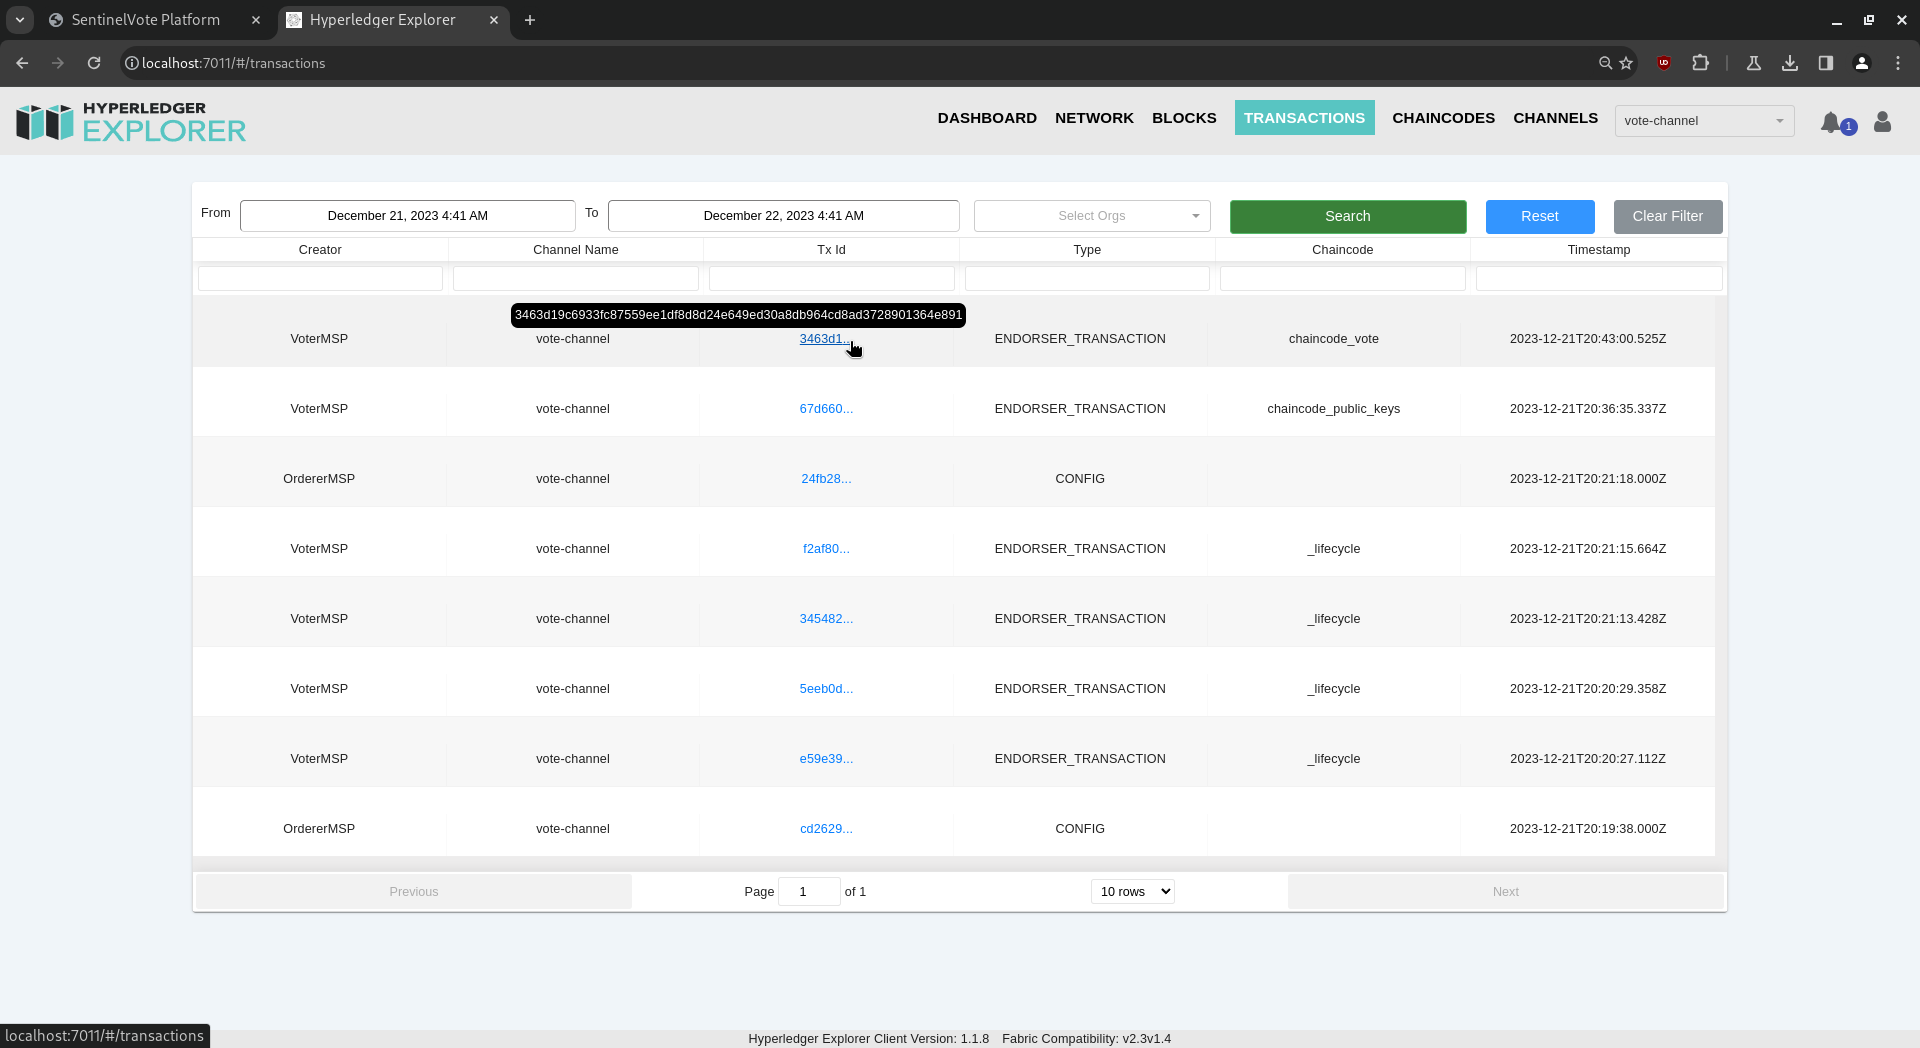 SentinelVote Platform
Hyperledger Explorer
localhost:7011/#/transactions
HYPERLEDGER
EXPLORER
DASHBOARD NETWORK BLOCKS TRANSACTIONS CHAINCODES CHANNELS vote-channel 1
From December 21, 2023 4:41 AM To December 22, 2023 4:41 AM Select Orgs Search Reset Clear Filter
Creator Channel Name Tx Id Type Chaincode Timestamp
3463d19c6933fc87559ee1df8d8d24e649ed30a8db964cd8ad3728901364e891
VoterMSP vote-channel 3463d1... ENDORSER_TRANSACTION chaincode_vote 2023-12-21T20:43:00.525Z
VoterMSP vote-channel 67d660... ENDORSER_TRANSACTION chaincode_public_keys 2023-12-21T20:36:35.337Z
OrdererMSP vote-channel 24fb28... CONFIG 2023-12-21T20:21:18.000Z
VoterMSP vote-channel f2af80... ENDORSER_TRANSACTION _lifecycle 2023-12-21T20:21:15.664Z
VoterMSP vote-channel 345482... ENDORSER_TRANSACTION _lifecycle 2023-12-21T20:21:13.428Z
VoterMSP vote-channel 5eeb0d... ENDORSER_TRANSACTION _lifecycle 2023-12-21T20:20:29.358Z
VoterMSP vote-channel e59e39... ENDORSER_TRANSACTION _lifecycle 2023-12-21T20:20:27.112Z
OrdererMSP vote-channel cd2629... CONFIG 2023-12-21T20:19:38.000Z
Previous Page 1 of 1 10 rows Next
localhost:7011/#/transactions
Hyperledger Explorer Client Version: 1.1.8 Fabric Compatibility: v2.3v1.4